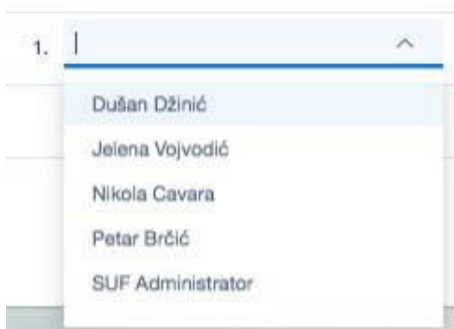 1.
Dušan Džinić
Jelena Vojvodić
Nikola Cavara
Petar Brčić
SUF Administrator